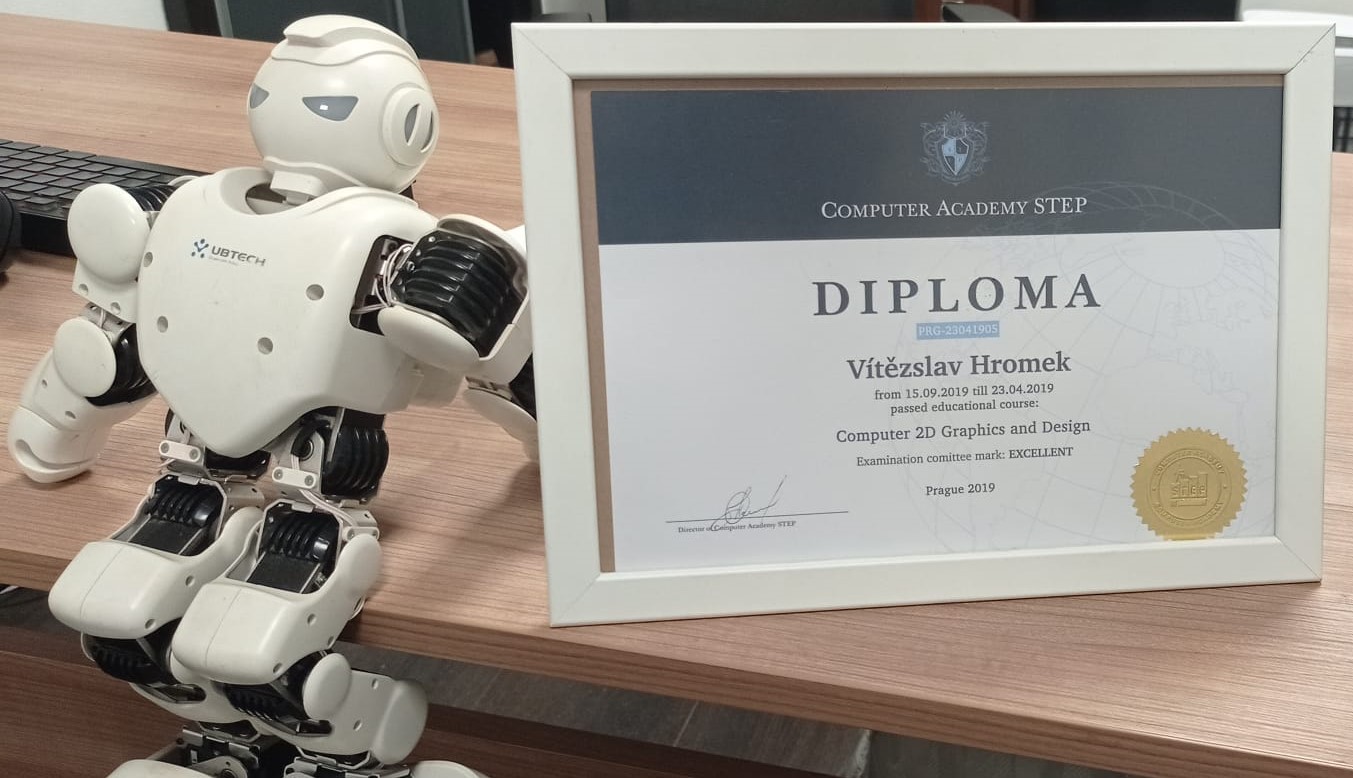 UBTECH
COMPUTER ACADEMY STEP
DIPLOMA
PRG-23041905
Vítězslav Hromek
from 15.09.2019 till 23.04.2019
passed educational course:
Computer 2D Graphics and Design
Examination comittee mark: EXCELLENT
Prague 2019
Director of Computer Academy STEP
STEP